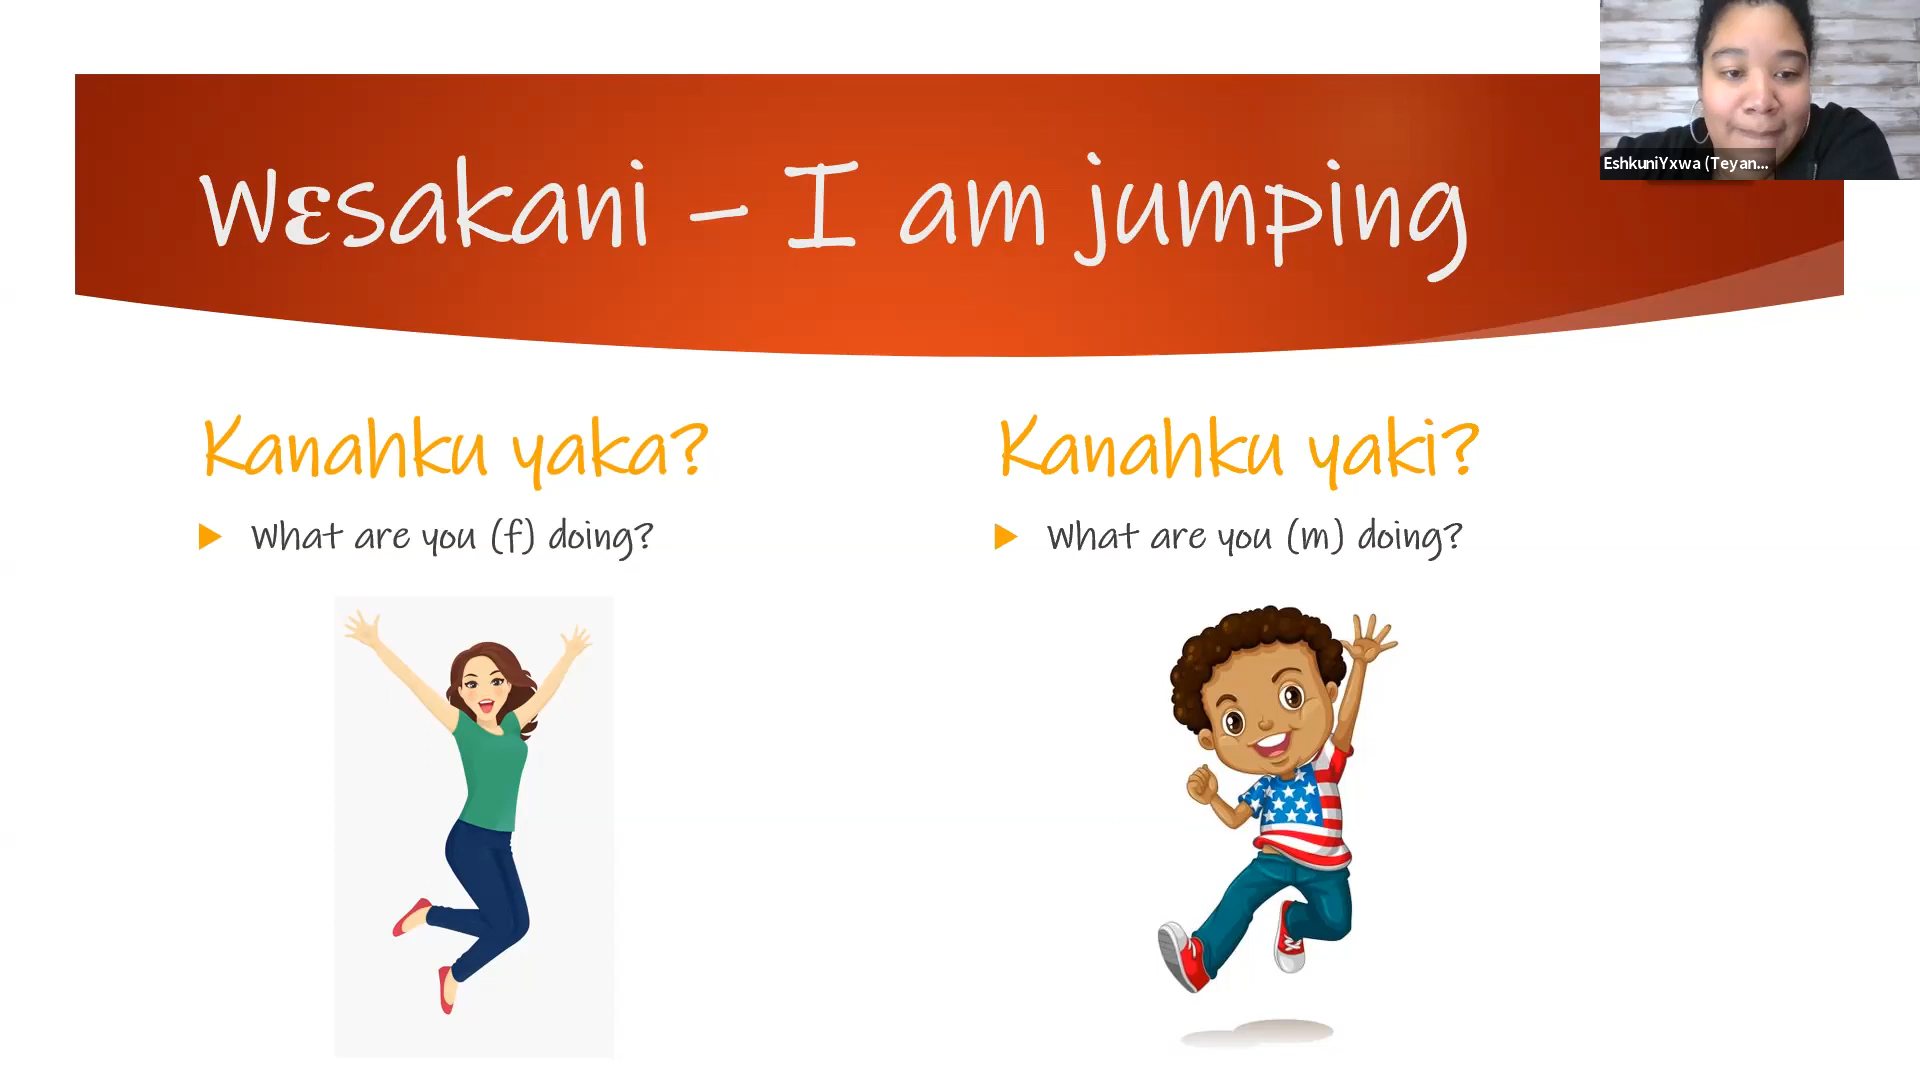 Wɛsakani – I am jumping
EshkuniYxwa (Teyan...
Kanahku yaka?
What are you (f) doing?
Kanahku yaki?
What are you (m) doing?